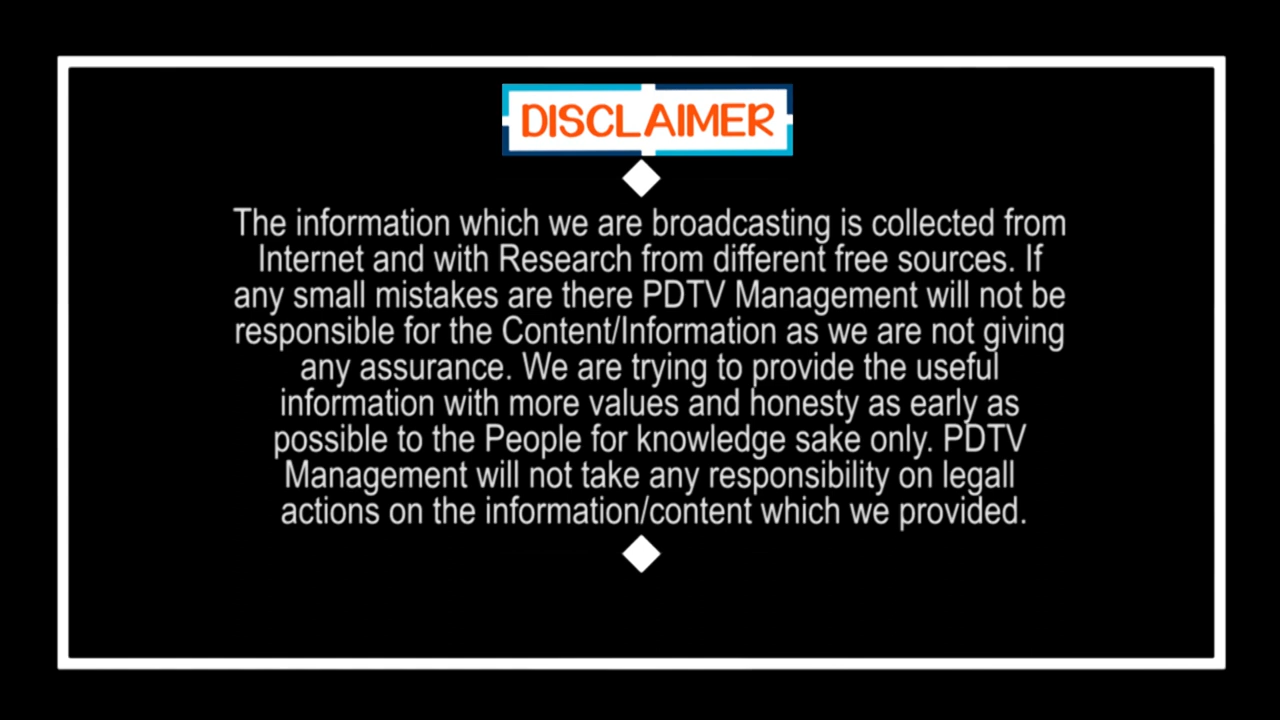 DISCLAIMER
The information which we are broadcasting is collected from
Internet and with Research from different free sources. If
any small mistakes are there PDTV Management will not be
responsible for the Content/Information as we are not giving
any assurance. We are trying to provide the useful
information with more values and honesty as early as
possible to the People for knowledge sake only. PDTV
Management will not take any responsibility on legall
actions on the information/content which we provided.